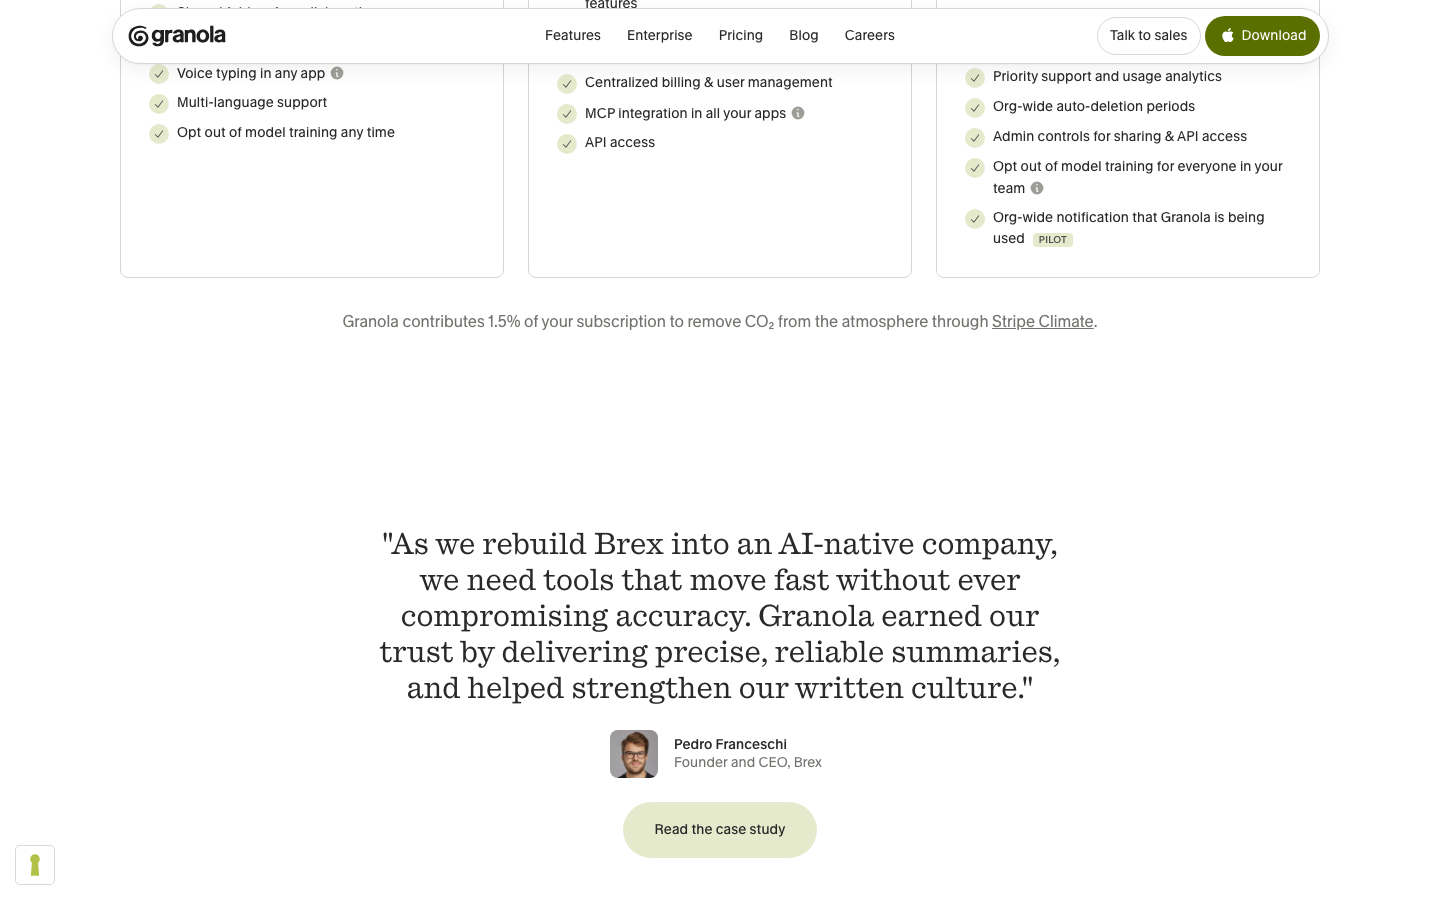 granola
Features
Enterprise
Pricing
Blog
Careers
Talk to sales
Download
Voice typing in any app
Multi-language support
Opt out of model training any time
features
Centralized billing & user management
MCP integration in all your apps
API access
Priority support and usage analytics
Org-wide auto-deletion periods
Admin controls for sharing & API access
Opt out of model training for everyone in your
team
Org-wide notification that Granola is being
used PILOT
Granola contributes 1.5% of your subscription to remove CO₂ from the atmosphere through Stripe Climate.
"As we rebuild Brex into an AI-native company,
we need tools that move fast without ever
compromising accuracy. Granola earned our
trust by delivering precise, reliable summaries,
and helped strengthen our written culture."
Pedro Franceschi
Founder and CEO, Brex
Read the case study